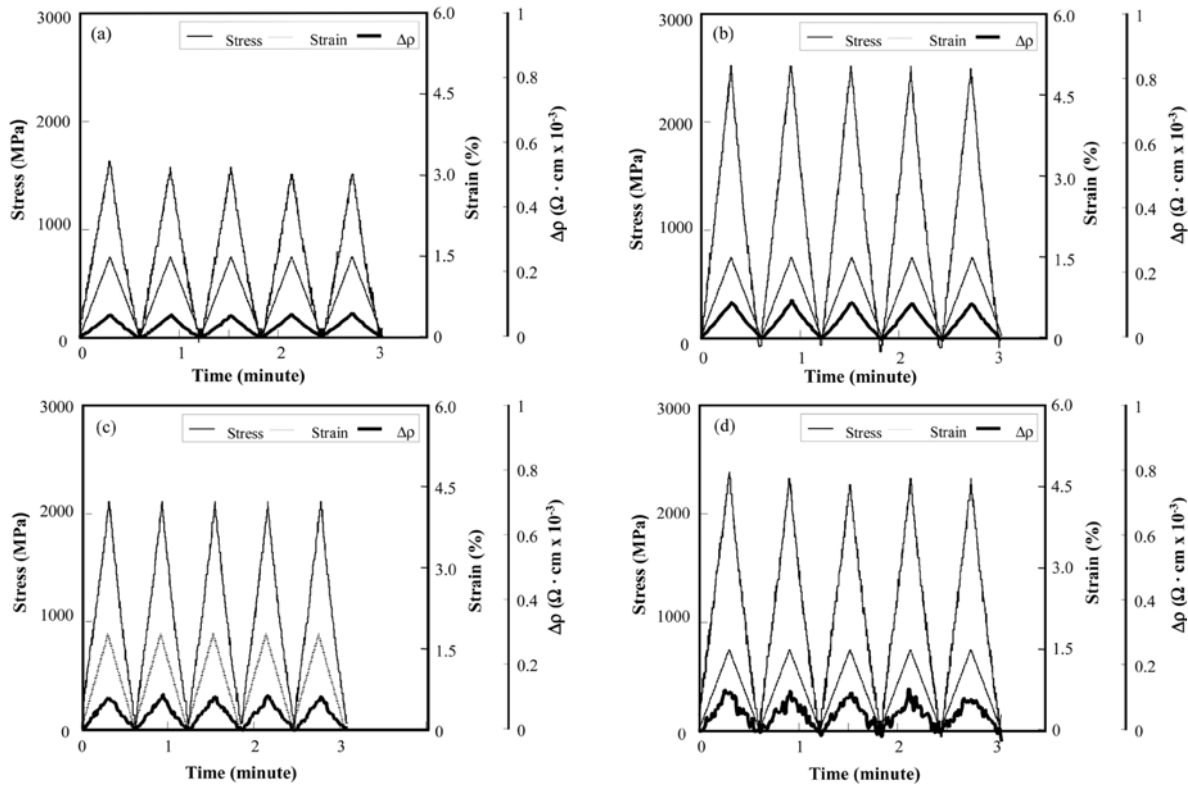 (a)
Stress Strain Δρ
3000
2000
1000
0
Stress (MPa)
0 1 2 3
Time (minute)
6.0
4.5
3.0
1.5
0
Strain (%)
1
0.8
0.6
0.4
0.2
0
Δρ (Ω · cm x 10⁻³)
(b)
Stress Strain Δρ
3000
2000
1000
0
Stress (MPa)
0 1 2 3
Time (minute)
6.0
4.5
3.0
1.5
0
Strain (%)
1
0.8
0.6
0.4
0.2
0
Δρ (Ω · cm x 10⁻³)
(c)
Stress Strain Δρ
3000
2000
1000
0
Stress (MPa)
0 1 2 3
Time (minute)
6.0
4.5
3.0
1.5
0
Strain (%)
1
0.8
0.6
0.4
0.2
0
Δρ (Ω · cm x 10⁻³)
(d)
Stress Strain Δρ
3000
2000
1000
0
Stress (MPa)
0 1 2 3
Time (minute)
6.0
4.5
3.0
1.5
0
Strain (%)
1
0.8
0.6
0.4
0.2
0
Δρ (Ω · cm x 10⁻³)